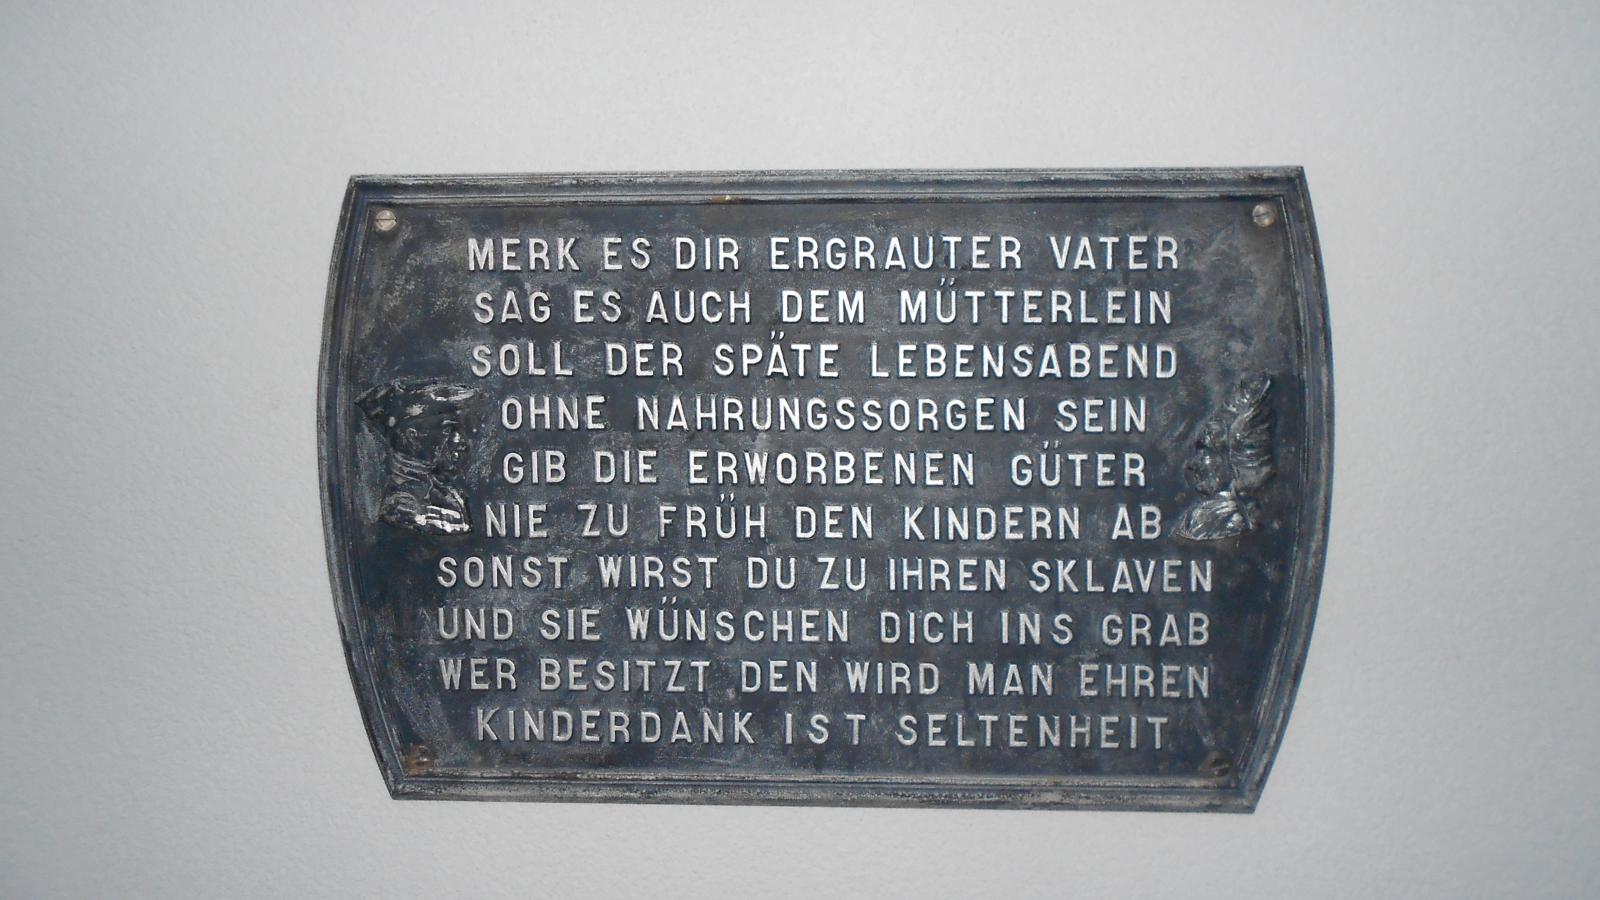 MERK ES DIR ERGRAUTER VATER
SAG ES AUCH DEM MÜTTERLEIN
SOLL DER SPÄTE LEBENSABEND
OHNE NAHRUNGSSORGEN SEIN
GIB DIE ERWORBENEN GÜTER
NIE ZU FRÜH DEN KINDERN AB
SONST WIRST DU ZU IHREN SKLAVEN
UND SIE WÜNSCHEN DICH INS GRAB
WER BESITZT DEN WIRD MAN EHREN
KINDERDANK IST SELTENHEIT